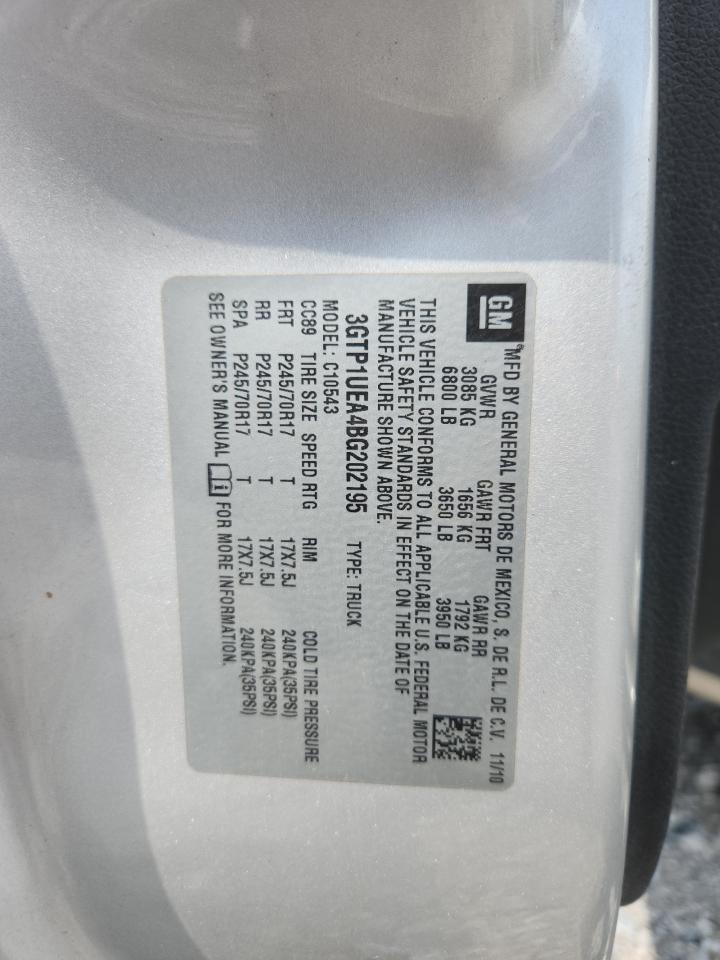 GM
MFD BY GENERAL MOTORS DE MEXICO, S. DE R.L. DE C.V. 11/10
GVWR GAWR FRT GAWR RR
3085 KG 1656 KG 1792 KG
6800 LB 3650 LB 3950 LB
THIS VEHICLE CONFORMS TO ALL APPLICABLE U.S. FEDERAL MOTOR
VEHICLE SAFETY STANDARDS IN EFFECT ON THE DATE OF
MANUFACTURE SHOWN ABOVE.
3GTP1UEA4BG202195 TYPE: TRUCK
MODEL: C10543
CC89 TIRE SIZE SPEED RTG RIM COLD TIRE PRESSURE
FRT P245/70R17 T 17X7.5J 240KPA(35PSI)
RR P245/70R17 T 17X7.5J 240KPA(35PSI)
SPA P245/70R17 T 17X7.5J 240KPA(35PSI)
SEE OWNER'S MANUAL i FOR MORE INFORMATION.